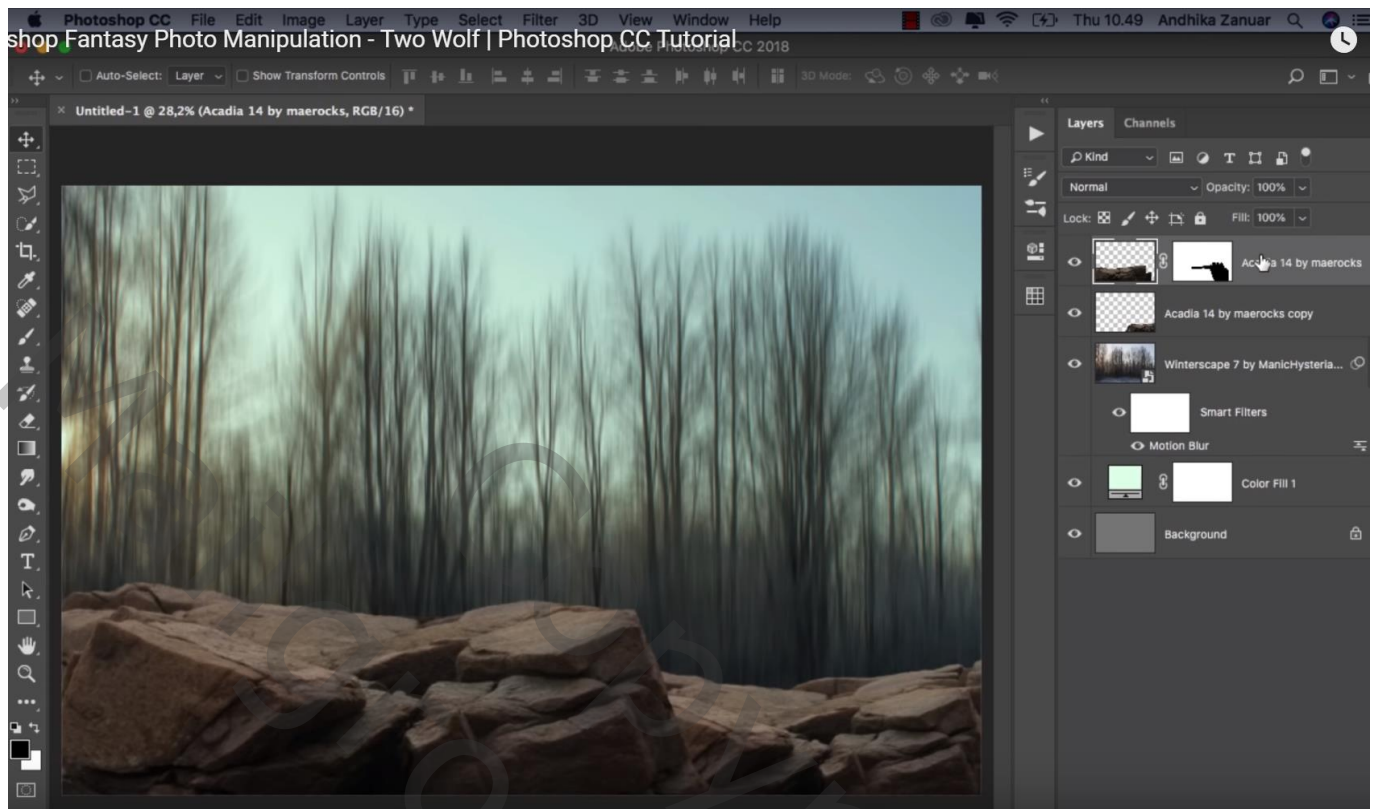 Photoshop CC File Edit Image Layer Type Select Filter 3D View Window Help Thu 10.49 Andhika Zanuar
shop Fantasy Photo Manipulation - Two Wolf | Photoshop CC Tutorial
Adobe Photoshop CC 2018
Auto-Select: Layer Show Transform Controls 3D Mode:
× Untitled-1 @ 28,2% (Acadia 14 by maerocks, RGB/16) *
Layers Channels
Kind
Normal Opacity: 100%
Lock: Fill: 100%
Acadia 14 by maerocks
Acadia 14 by maerocks copy
Winterscape 7 by ManicHysteria...
Smart Filters
Motion Blur
Color Fill 1
Background